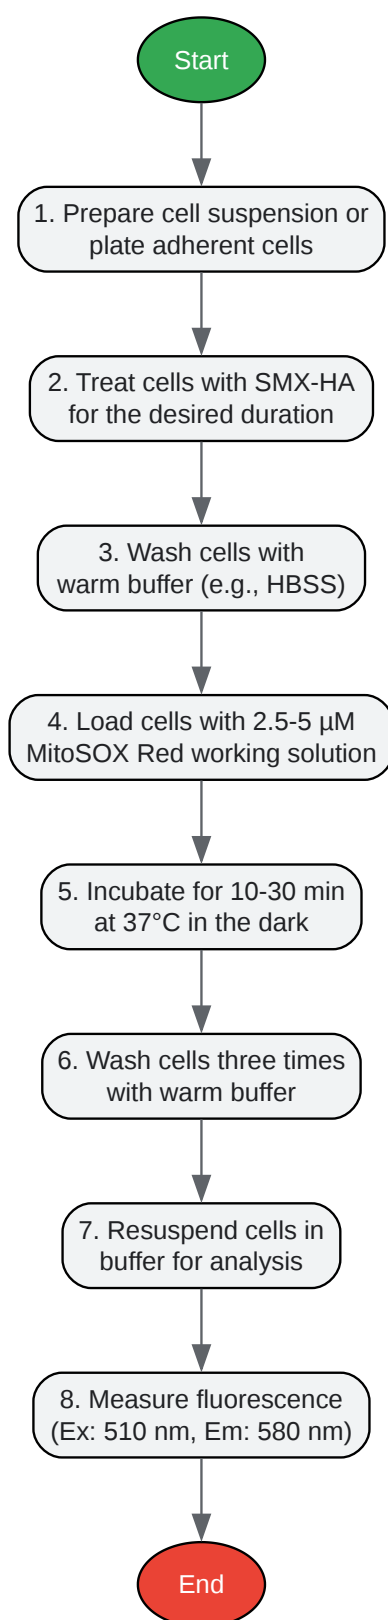 Start
1. Prepare cell suspension or
plate adherent cells
2. Treat cells with SMX-HA
for the desired duration
3. Wash cells with
warm buffer (e.g., HBSS)
4. Load cells with 2.5-5 µM
MitoSOX Red working solution
5. Incubate for 10-30 min
at 37°C in the dark
6. Wash cells three times
with warm buffer
7. Resuspend cells in
buffer for analysis
8. Measure fluorescence
(Ex: 510 nm, Em: 580 nm)
End